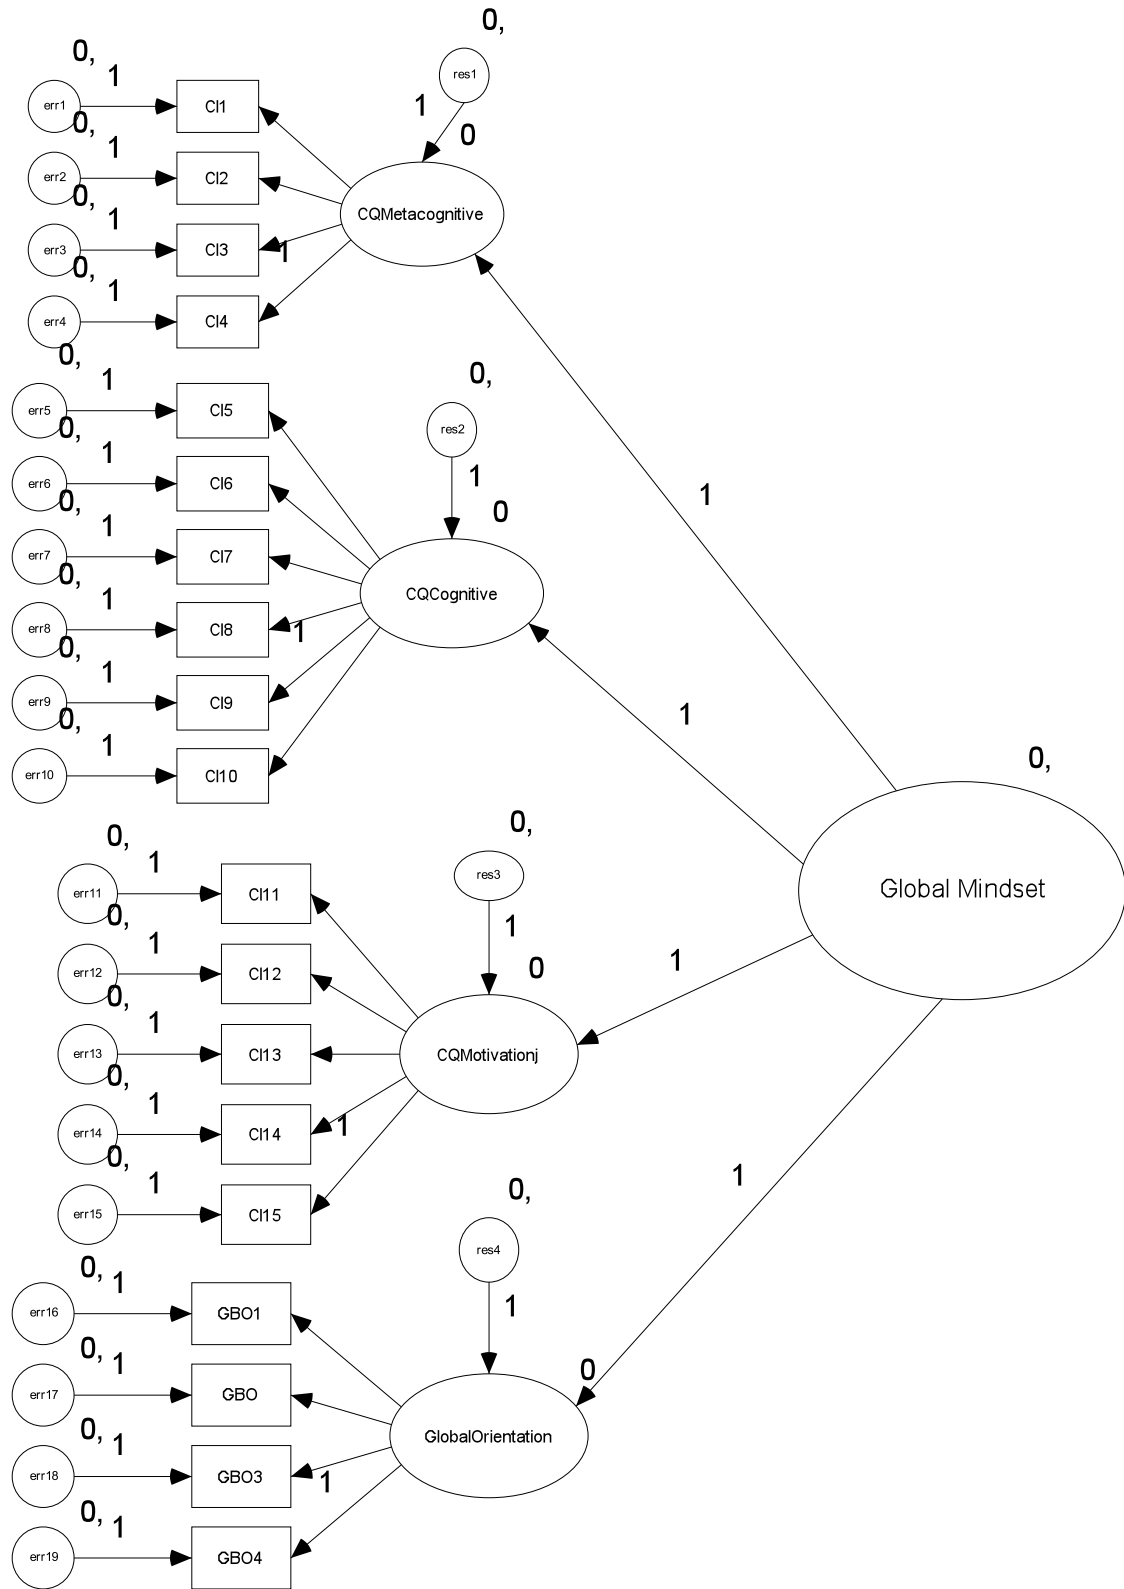 0,
0,
1
res1
err1
CI1
1
0,
0
1
err2
CI2
0,
CQMetacognitive
1
err3
CI3
1
0,
1
err4
CI4
0,
0,
1
err5
CI5
0,
res2
1
1
err6
CI6
0,
1
0
1
err7
CI7
0,
CQCognitive
1
err8
CI8
1
0,
1
err9
CI9
0,
1
1
0,
err10
CI10
0,
0,
1
err11
CI11
res3
Global Mindset
0,
1
1
err12
CI12
0
1
0,
1
err13
CI13
CQMotivationj
0,
1
err14
CI14
1
0,
1
1
err15
CI15
0,
res4
0,
1
err16
GBO1
1
0,
1
0
err17
GBO
0,
1
GlobalOrientation
err18
GBO3
1
0,
1
err19
GBO4